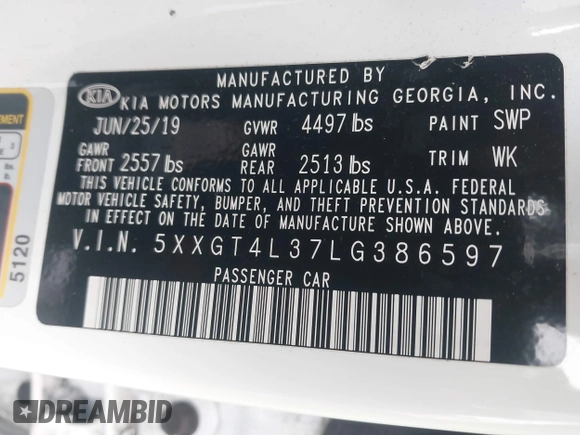 MANUFACTURED BY
KIA KIA MOTORS MANUFACTURING GEORGIA, INC.
JUN/25/19 GVWR 4497 lbs PAINT SWP
GAWR FRONT 2557 lbs GAWR REAR 2513 lbs TRIM WK
THIS VEHICLE CONFORMS TO ALL APPLICABLE U.S.A. FEDERAL
MOTOR VEHICLE SAFETY, BUMPER, AND THEFT PREVENTION STANDARDS
IN EFFECT ON THE DATE OF MANUFACTURE SHOWN ABOVE.
V.I.N. 5XXGT4L37LG386597
PASSENGER CAR
5120
DREAMBID